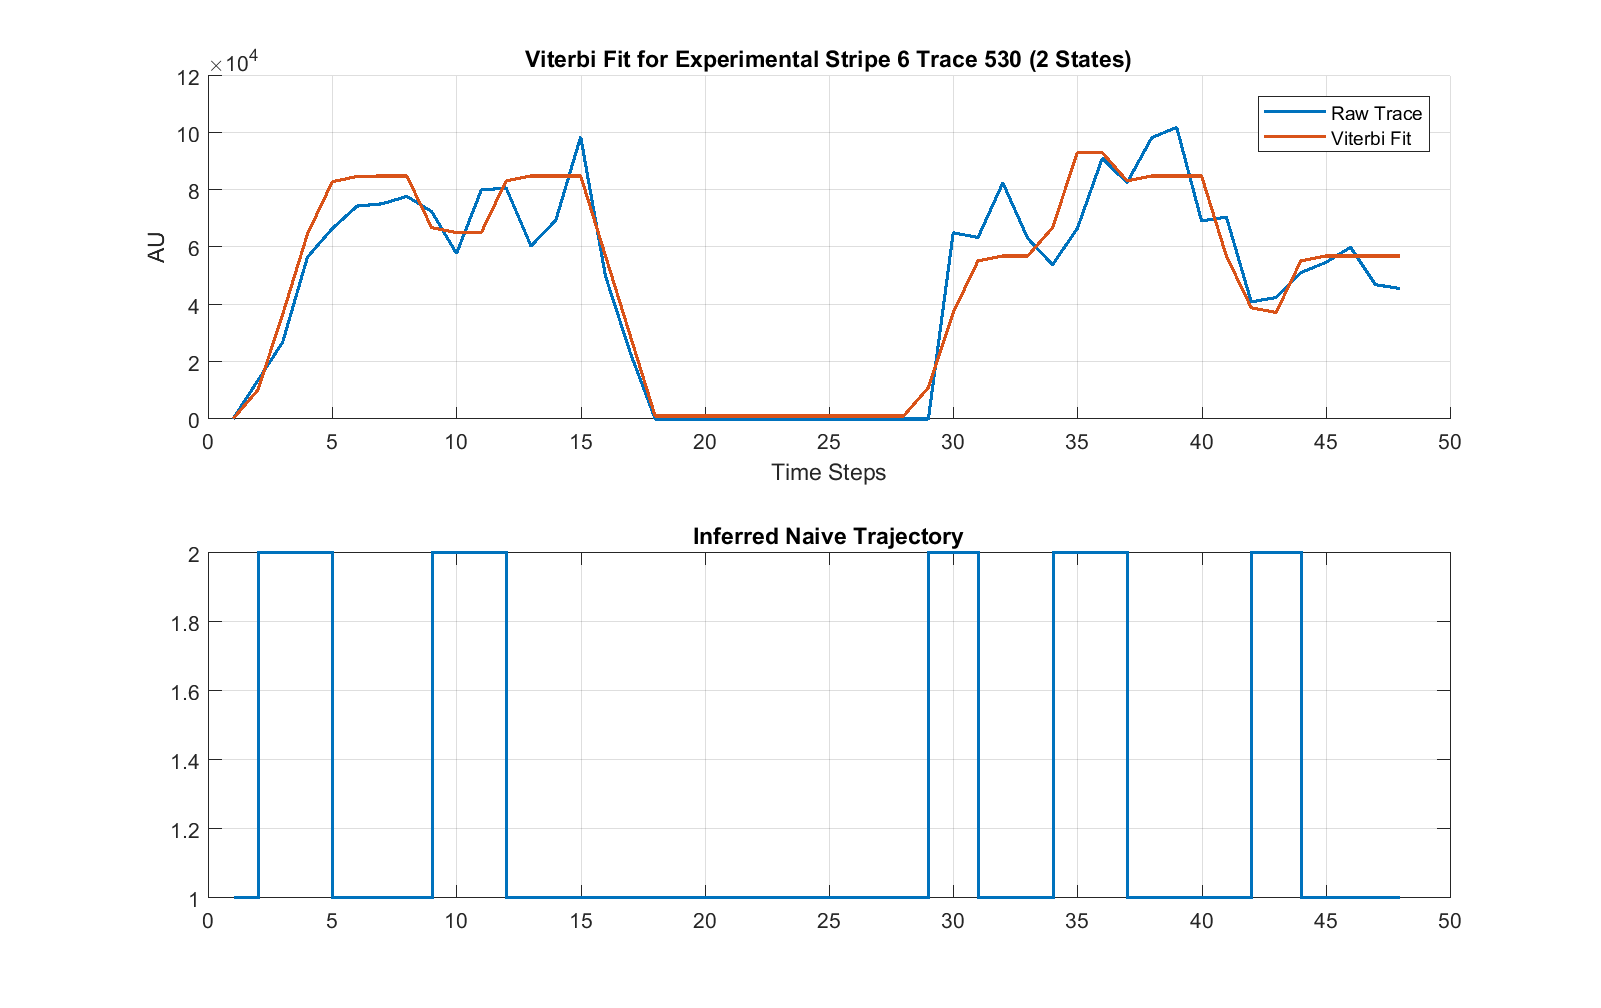 Viterbi Fit for Experimental Stripe 6 Trace 530 (2 States)
×10⁴
12
10
8
6
4
2
0
AU
Raw Trace
Viterbi Fit
0 5 10 15 20 25 30 35 40 45 50
Time Steps
Inferred Naive Trajectory
2
1.8
1.6
1.4
1.2
1
0 5 10 15 20 25 30 35 40 45 50